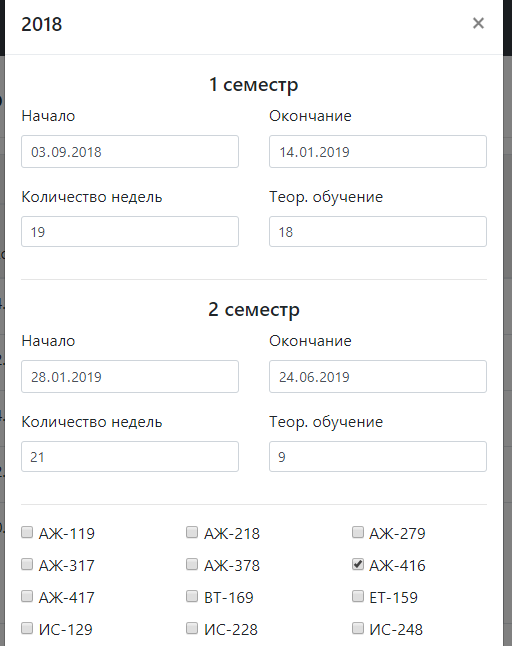 2018 ×
1 семестр
Начало Окончание
03.09.2018 14.01.2019
Количество недель Теор. обучение
19 18
2 семестр
Начало Окончание
28.01.2019 24.06.2019
Количество недель Теор. обучение
21 9
АЖ-119 АЖ-218 АЖ-279
АЖ-317 АЖ-378 АЖ-416
АЖ-417 ВТ-169 ЕТ-159
ИС-129 ИС-228 ИС-248